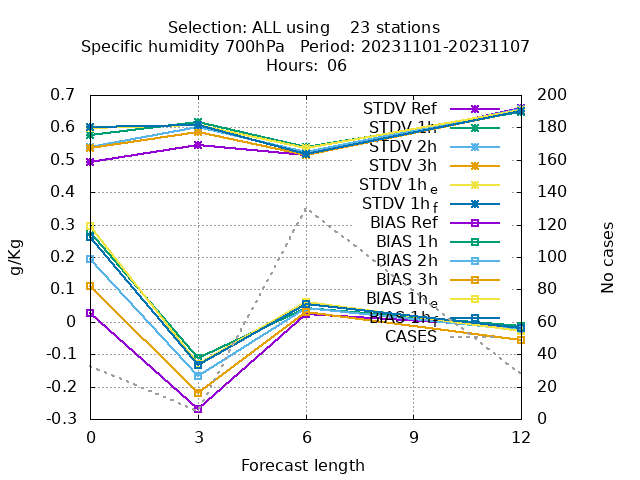 Selection: ALL using 23 stations
Specific humidity 700hPa Period: 20231101-20231107
Hours: 06
0.7
0.6
0.5
0.4
0.3
0.2
0.1
0
-0.1
-0.2
-0.3
g/Kg
STDV Ref
STDV 1h
STDV 2h
STDV 3h
STDV 1h e
STDV 1h f
BIAS Ref
BIAS 1h
BIAS 2h
BIAS 3h
BIAS 1h e
BIAS 1h f
CASES
200
180
160
140
120
100
80
60
40
20
0
No cases
0 3 6 9 12
Forecast length